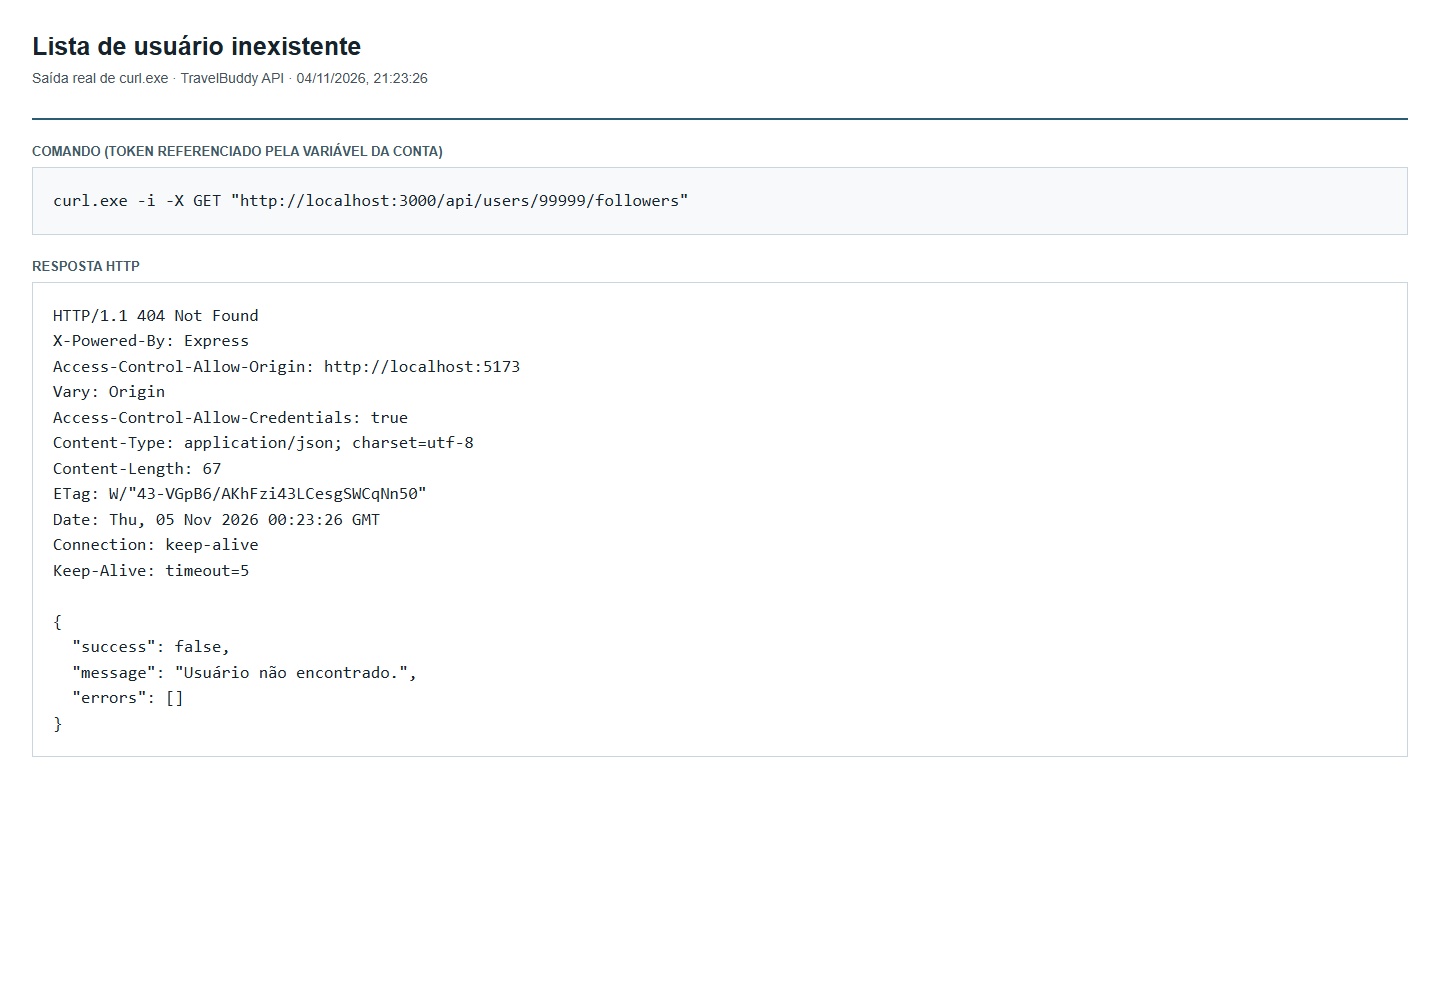 Lista de usuário inexistente
Saída real de curl.exe · TravelBuddy API · 04/11/2026, 21:23:26
COMANDO (TOKEN REFERENCIADO PELA VARIÁVEL DA CONTA)
curl.exe -i -X GET "http://localhost:3000/api/users/99999/followers"
RESPOSTA HTTP
HTTP/1.1 404 Not Found
X-Powered-By: Express
Access-Control-Allow-Origin: http://localhost:5173
Vary: Origin
Access-Control-Allow-Credentials: true
Content-Type: application/json; charset=utf-8
Content-Length: 67
ETag: W/"43-VGpB6/AKhFzi43LCesgSWCqNn50"
Date: Thu, 05 Nov 2026 00:23:26 GMT
Connection: keep-alive
Keep-Alive: timeout=5
{
  "success": false,
  "message": "Usuário não encontrado.",
  "errors": []
}